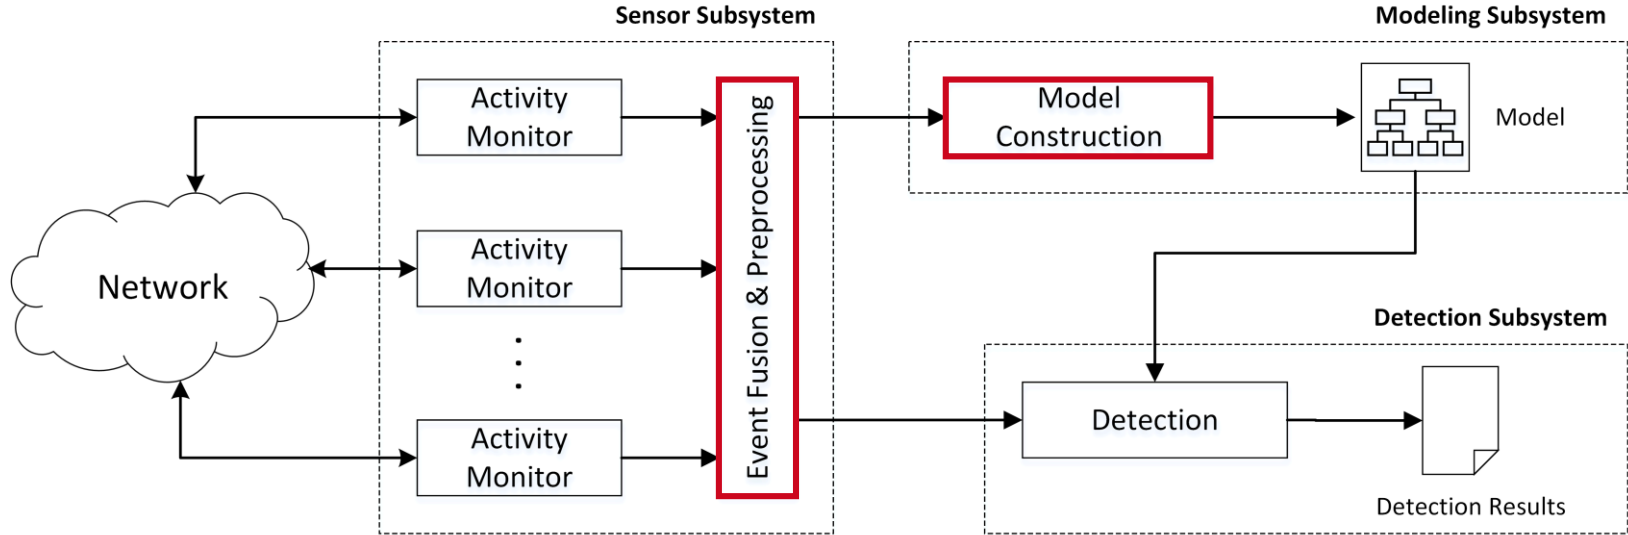 Sensor Subsystem
Modeling Subsystem
Activity
Monitor
Activity
Monitor
Activity
Monitor
Event Fusion & Preprocessing
Network
Model
Construction
Model
Detection Subsystem
Detection
Detection Results